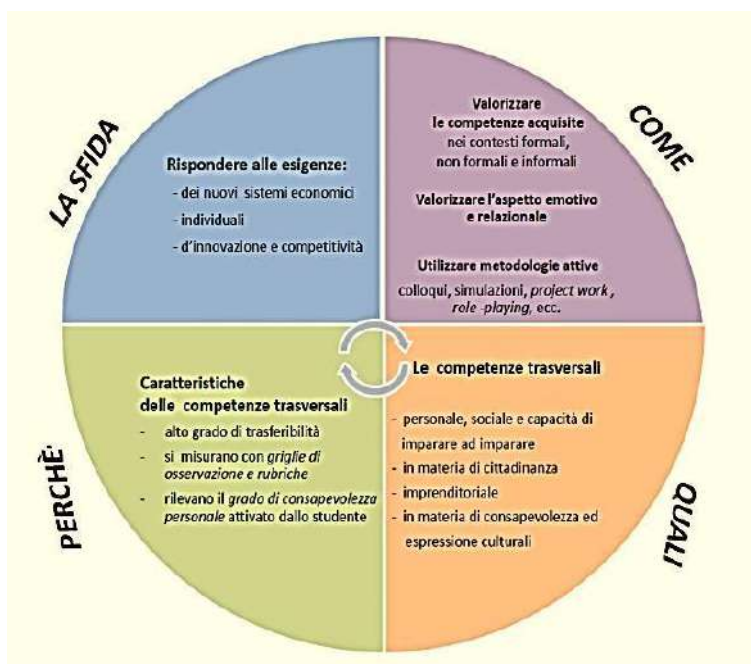 LA SFIDA
Rispondere alle esigenze:
- dei nuovi sistemi economici
- individuali
- d'innovazione e competitività
COME
Valorizzare
le competenze acquisite
nei contesti formali,
non formali e informali
Valorizzare l'aspetto emotivo
e relazionale
Utilizzare metodologie attive
colloqui, simulazioni, project work,
role -playing, ecc.
PERCHÈ'
Caratteristiche
delle competenze trasversali
- alto grado di trasferibilità
- si misurano con griglie di
osservazione e rubriche
- rilevano il grado di consapevolezza
personale attivato dallo studente
QUALI
Le competenze trasversali
- personale, sociale e capacità di
imparare ad imparare
- in materia di cittadinanza
- imprenditoriale
- in materia di consapevolezza ed
espressione culturali